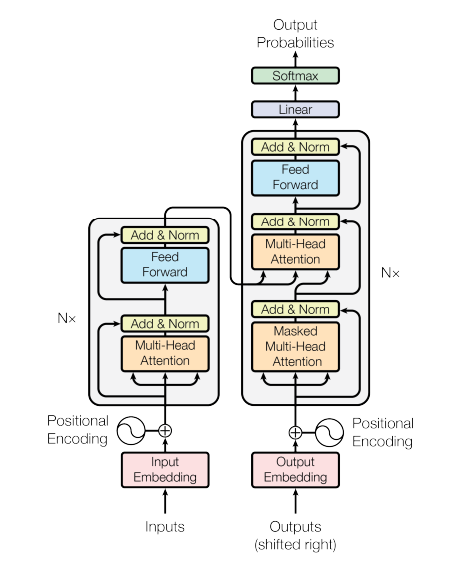 Output
Probabilities
Softmax
Linear
Add & Norm
Feed
Forward
Add & Norm
Multi-Head
Attention
Add & Norm
Masked
Multi-Head
Attention
N×
Positional
Encoding
Output
Embedding
Outputs
(shifted right)
Add & Norm
Feed
Forward
Add & Norm
Multi-Head
Attention
N×
Positional
Encoding
Input
Embedding
Inputs